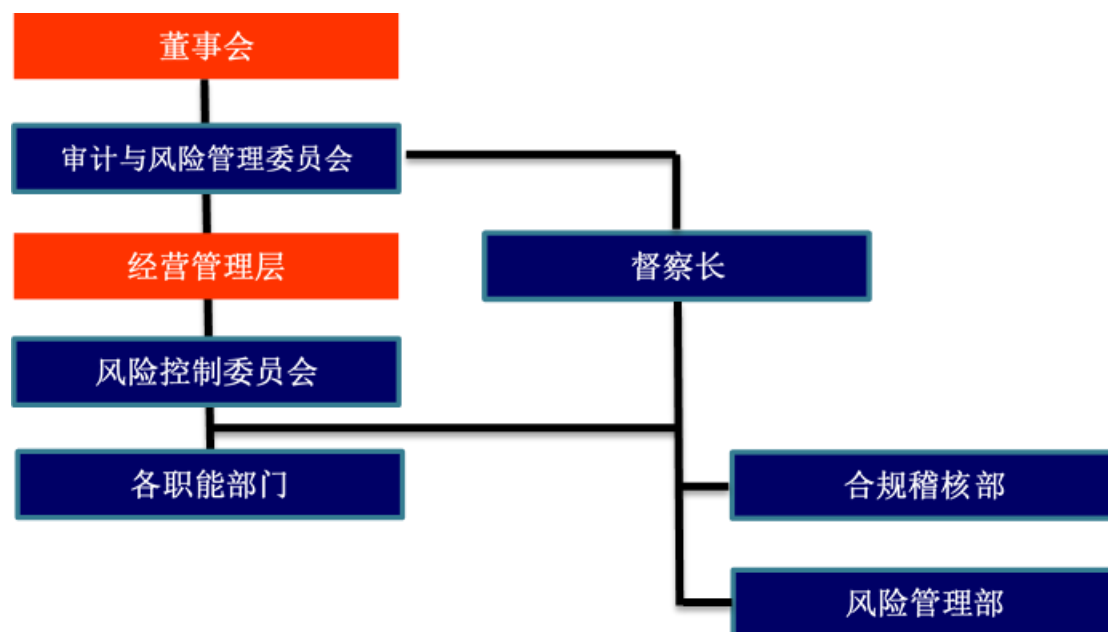 董事会
审计与风险管理委员会
经营管理层
督察长
风险控制委员会
各职能部门
合规稽核部
风险管理部